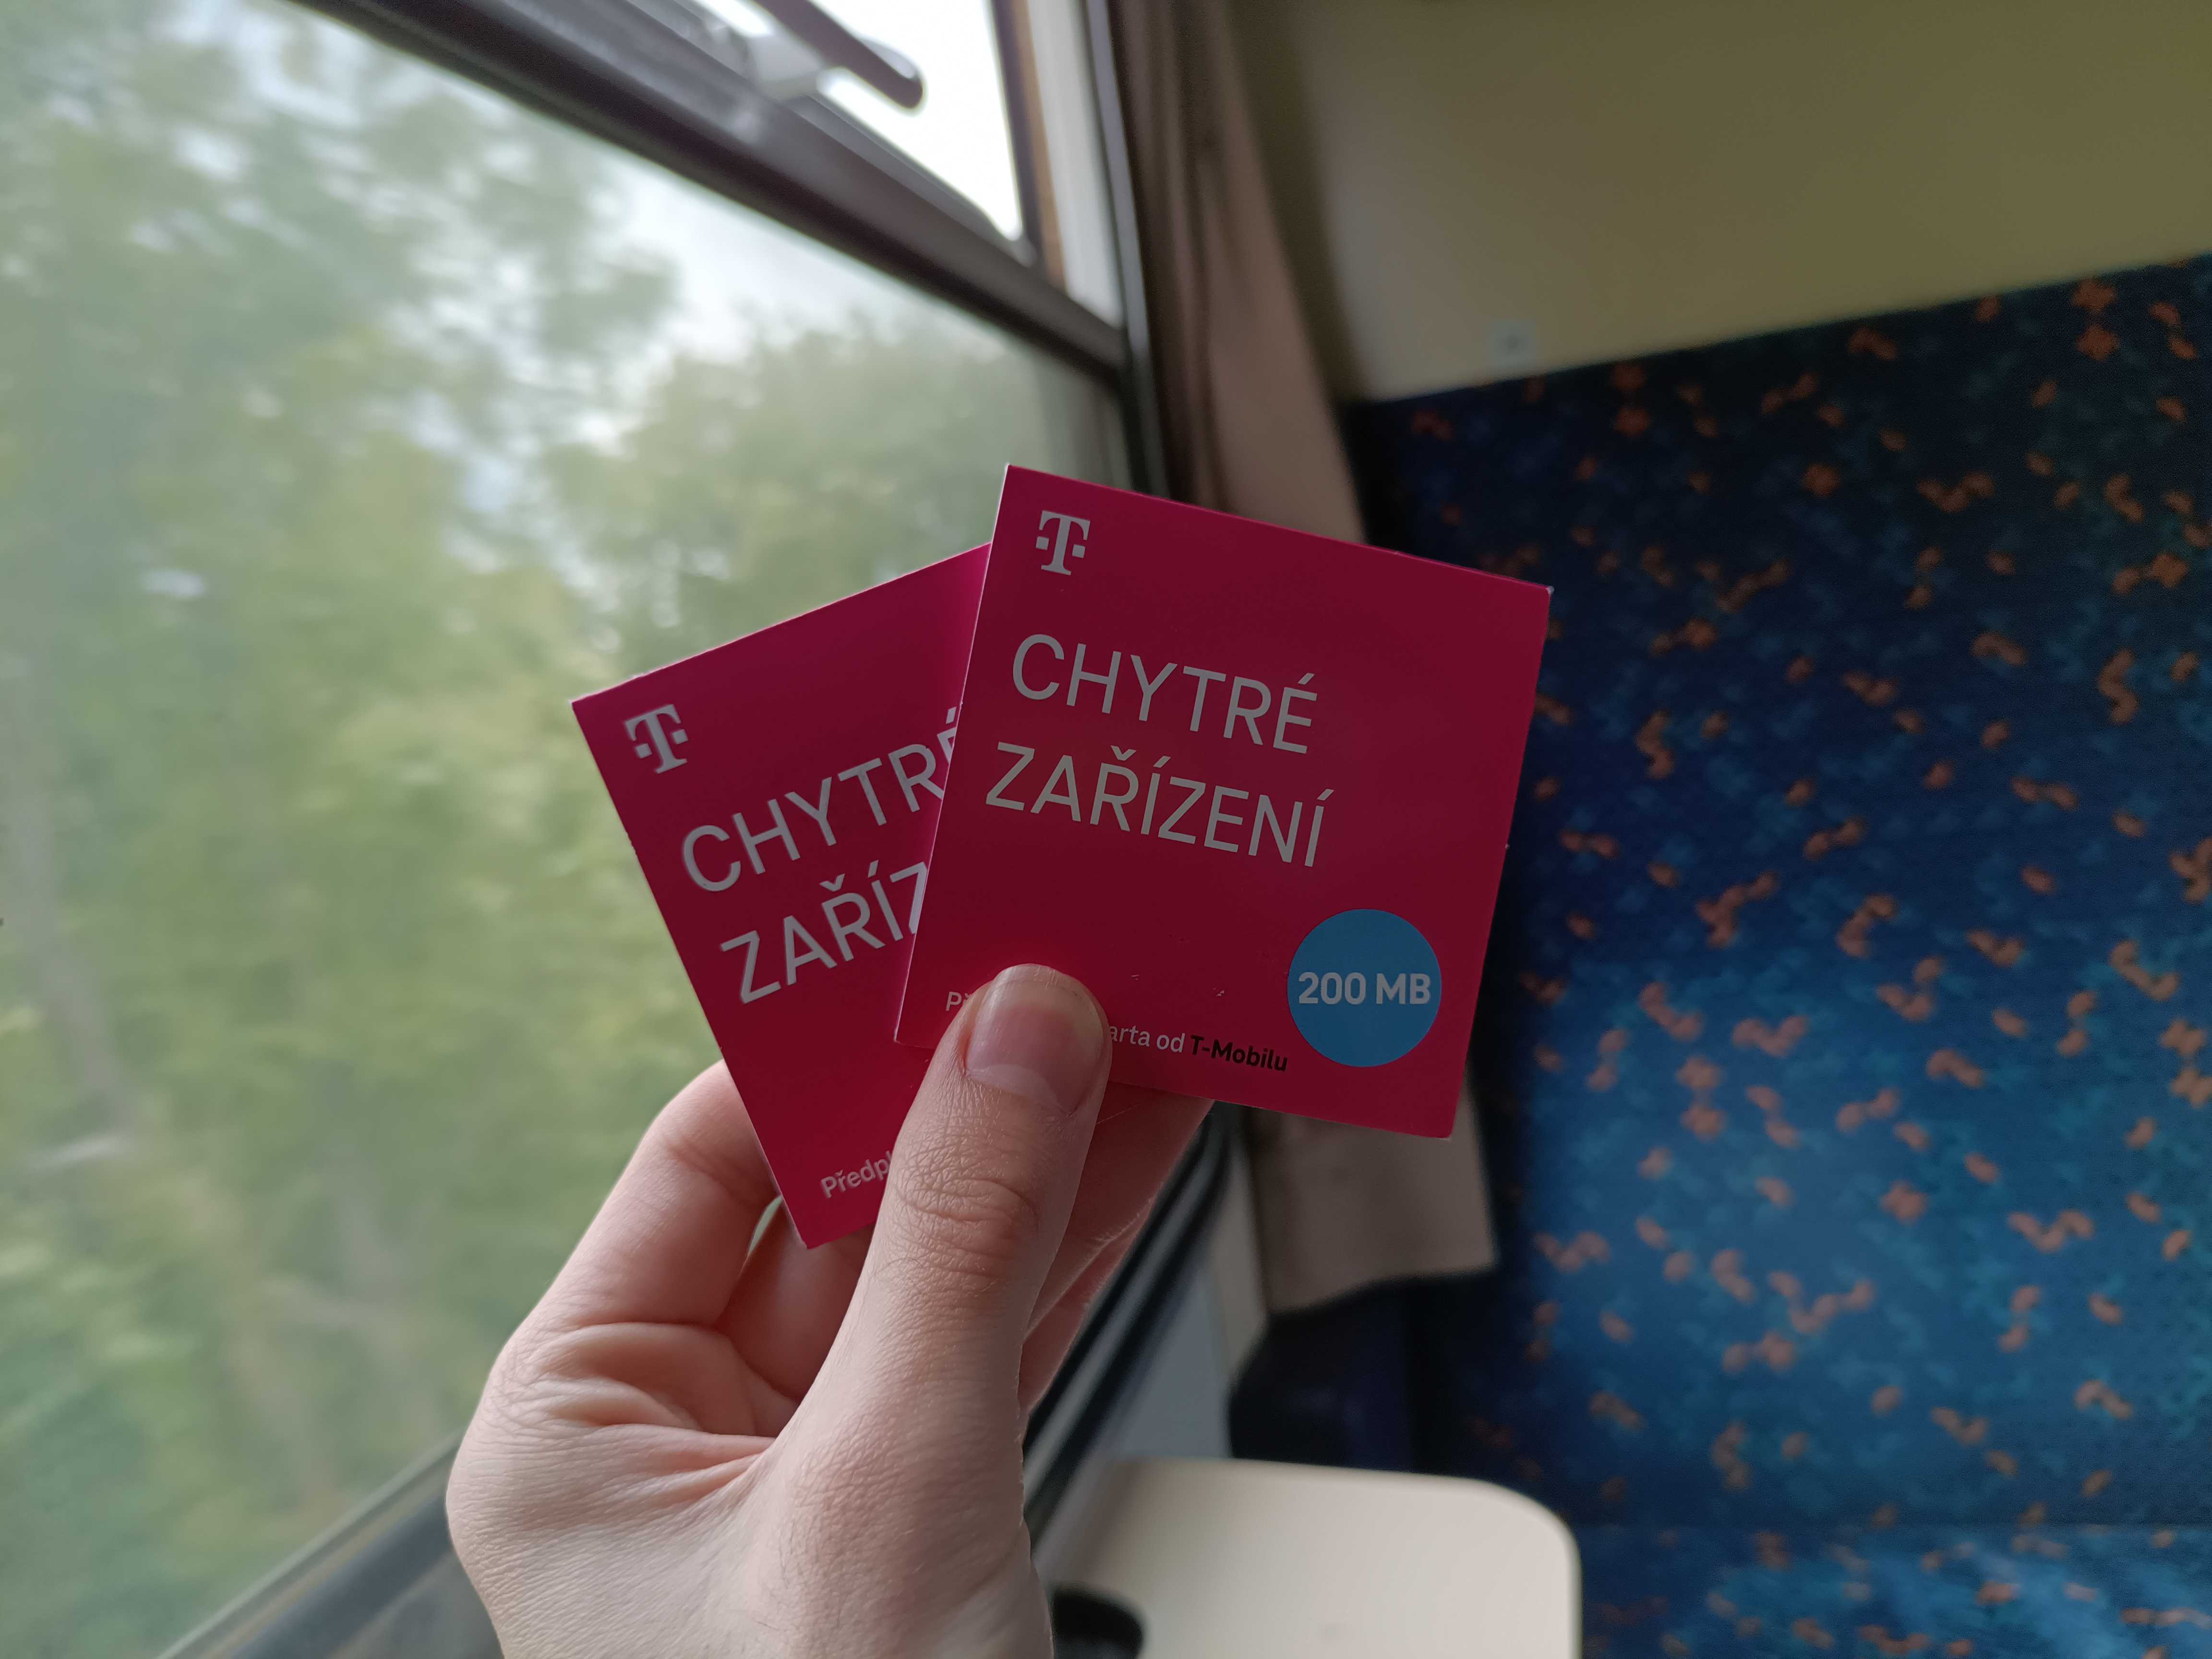 T
CHYTRÉ
ZAŘÍZENÍ
200 MB
arta od T-Mobilu
T
CHYTRÉ
ZAŘÍZ
Předpl